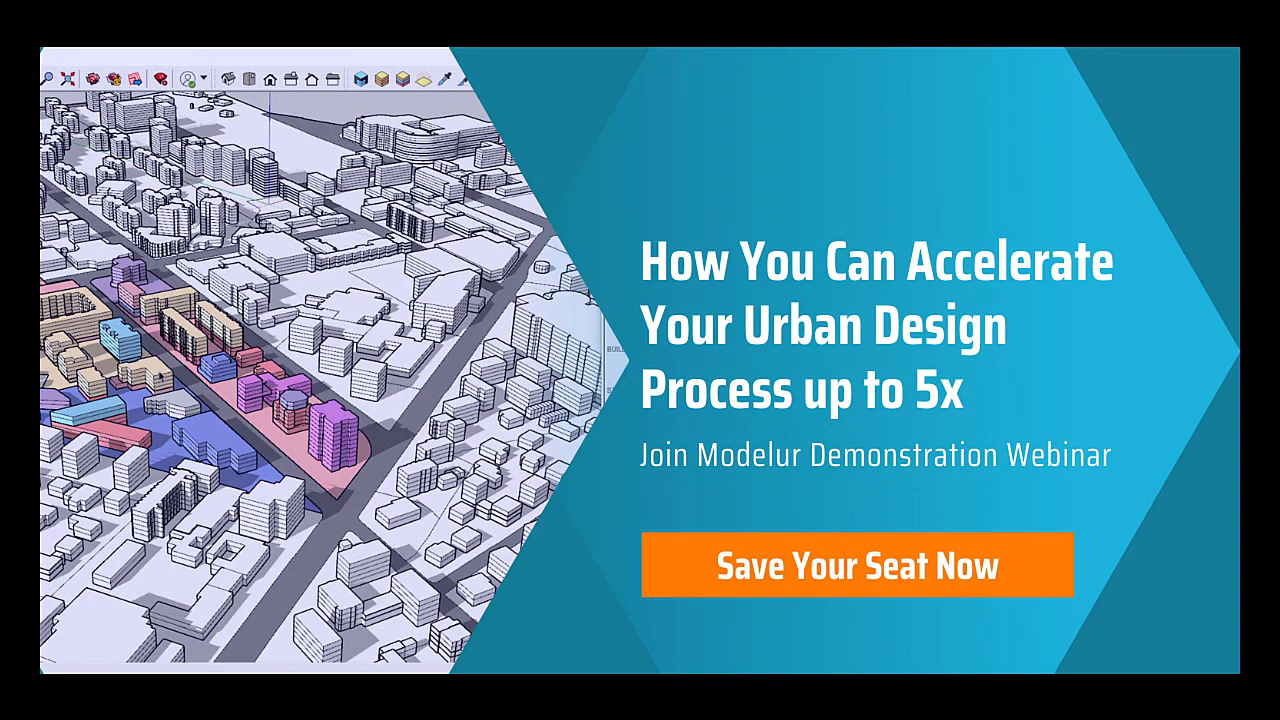 How You Can Accelerate
Your Urban Design
Process up to 5x
Join Modelur Demonstration Webinar
Save Your Seat Now